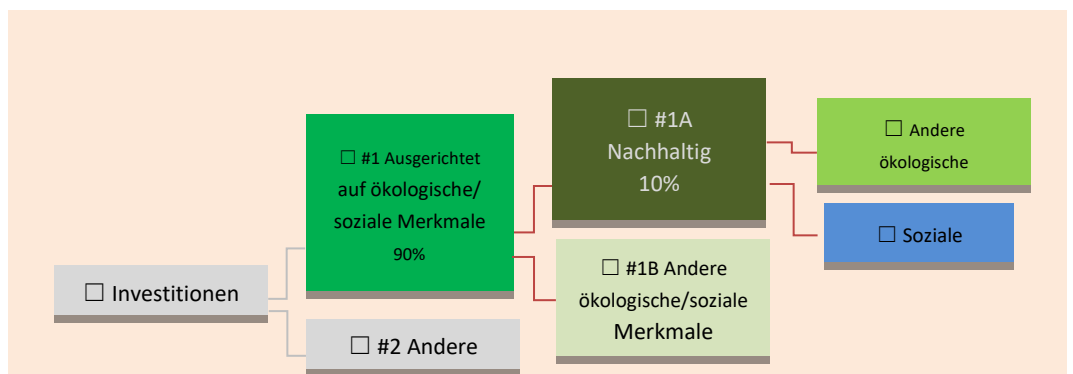 ☐ Investitionen
☐ #1 Ausgerichtet
auf ökologische/
soziale Merkmale
90%
☐ #2 Andere
☐ #1A
Nachhaltig
10%
☐ #1B Andere
ökologische/soziale
Merkmale
☐ Andere
ökologische
☐ Soziale